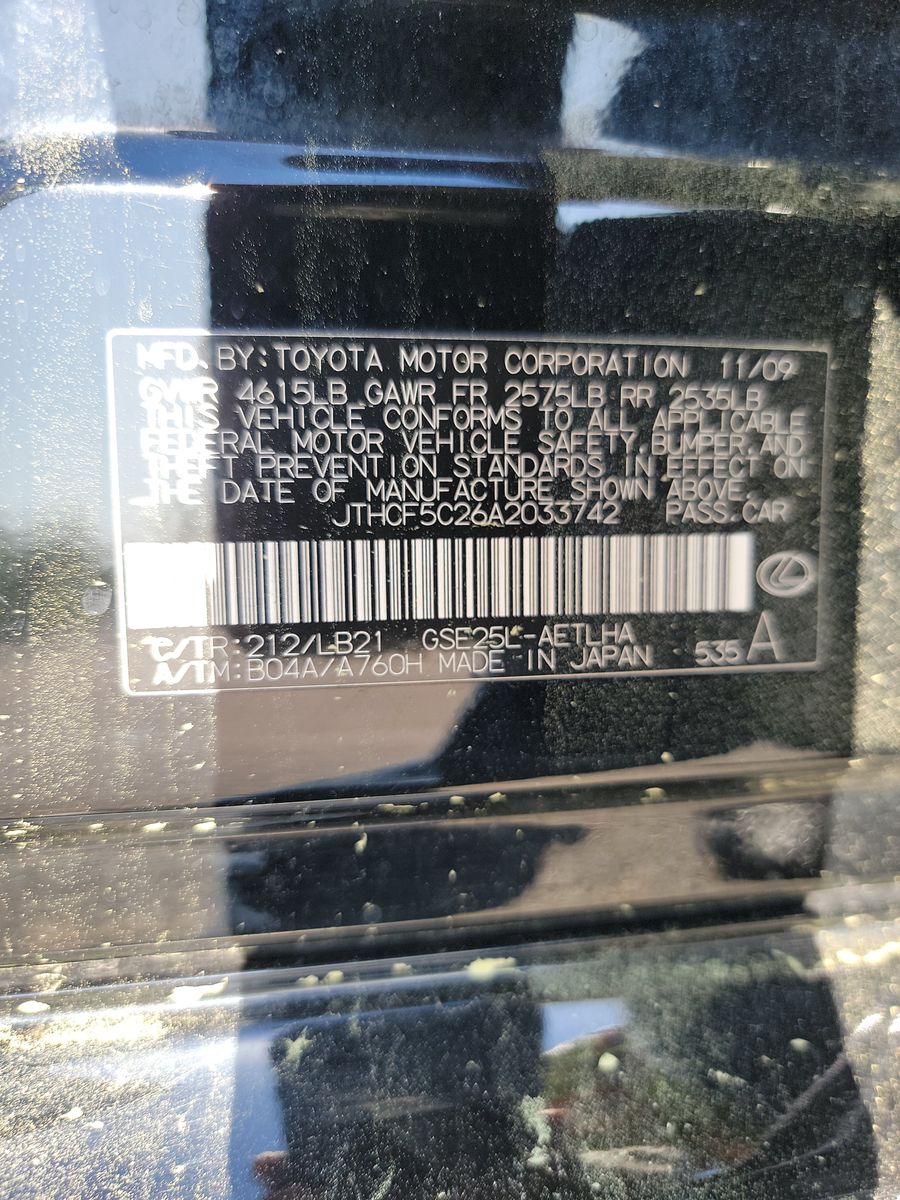 MFD. BY: TOYOTA MOTOR CORPORATION 11/09
GVWR 4615LB GAWR FR 2575LB RR 2535LB
THIS VEHICLE CONFORMS TO ALL APPLICABLE
FEDERAL MOTOR VEHICLE SAFETY, BUMPER, AND
THEFT PREVENTION STANDARDS IN EFFECT ON
THE DATE OF MANUFACTURE SHOWN ABOVE.
JTHCF5C26A2033742 PASS.CAR
C/TR: 212/LB21 GSE25L-AETLHA 535 A
A/TM: B04A/A760H MADE IN JAPAN